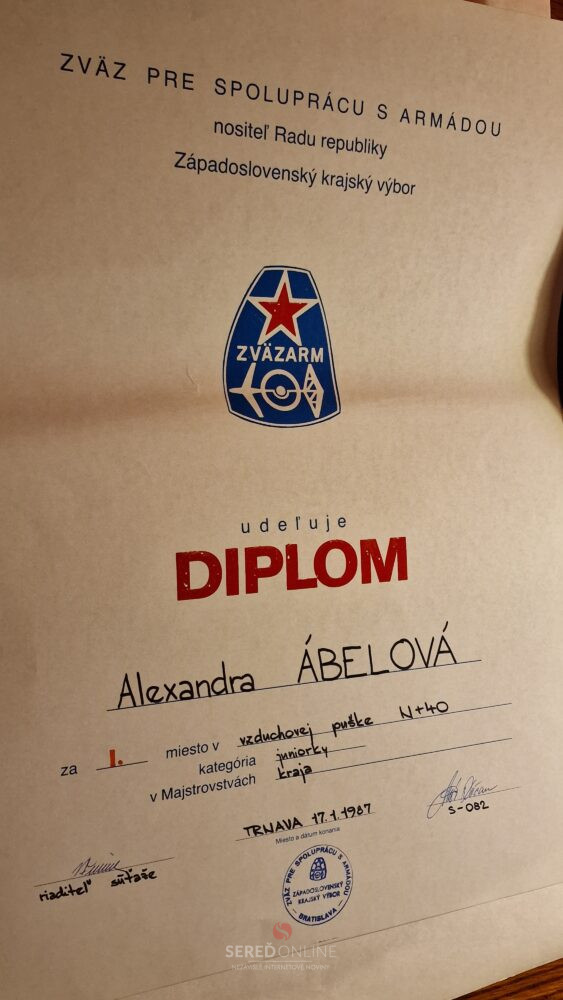 ZVÄZ PRE SPOLUPRÁCU S ARMÁDOU
nositeľ Radu republiky
Západoslovenský krajský výbor
ZVÄZARM
udeľuje
DIPLOM
Alexandra ÁBELOVÁ
za I. miesto v vzduchovej puške N+40
kategória juniorky
v Majstrovstvách kraja
TRNAVA 17.1.1987
Miesto a dátum konania
S-082
riaditeľ súťaže
ZVÄZ PRE SPOLUPRÁCU S ARMÁDOU
ZÁPADOSLOVENSKÝ
KRAJSKÝ VÝBOR
BRATISLAVA
SEREĎONLINE